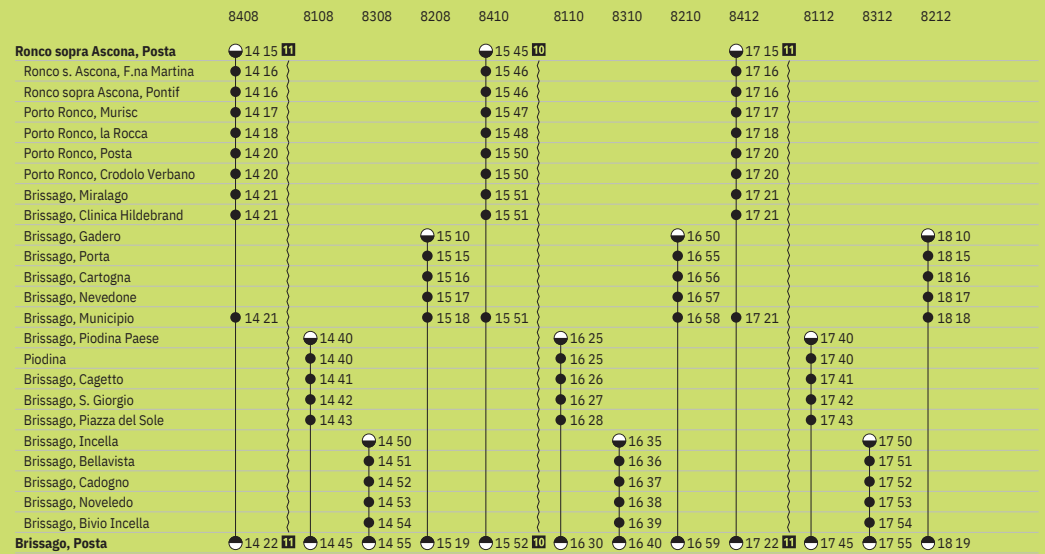 8408 8108 8308 8208 8410 8110 8310 8210 8412 8112 8312 8212
Ronco sopra Ascona, Posta 14 15 11 15 45 10 17 15 11
Ronco s. Ascona, F.na Martina 14 16 15 46 17 16
Ronco sopra Ascona, Pontif 14 16 15 46 17 16
Porto Ronco, Murisc 14 17 15 47 17 17
Porto Ronco, la Rocca 14 18 15 48 17 18
Porto Ronco, Posta 14 20 15 50 17 20
Porto Ronco, Crodolo Verbano 14 20 15 50 17 20
Brissago, Miralago 14 21 15 51 17 21
Brissago, Clinica Hildebrand 14 21 15 51 17 21
Brissago, Gadero 15 10 16 50 18 10
Brissago, Porta 15 15 16 55 18 15
Brissago, Cartogna 15 16 16 56 18 16
Brissago, Nevedone 15 17 16 57 18 17
Brissago, Municipio 14 21 15 18 15 51 16 58 17 21 18 18
Brissago, Piodina Paese 14 40 16 25 17 40
Piodina 14 40 16 25 17 40
Brissago, Cagetto 14 41 16 26 17 41
Brissago, S. Giorgio 14 42 16 27 17 42
Brissago, Piazza del Sole 14 43 16 28 17 43
Brissago, Incella 14 50 16 35 17 50
Brissago, Bellavista 14 51 16 36 17 51
Brissago, Cadogno 14 52 16 37 17 52
Brissago, Noveledo 14 53 16 38 17 53
Brissago, Bivio Incella 14 54 16 39 17 54
Brissago, Posta 14 22 11 14 45 14 55 15 19 15 52 10 16 30 16 40 16 59 17 22 11 17 45 17 55 18 19